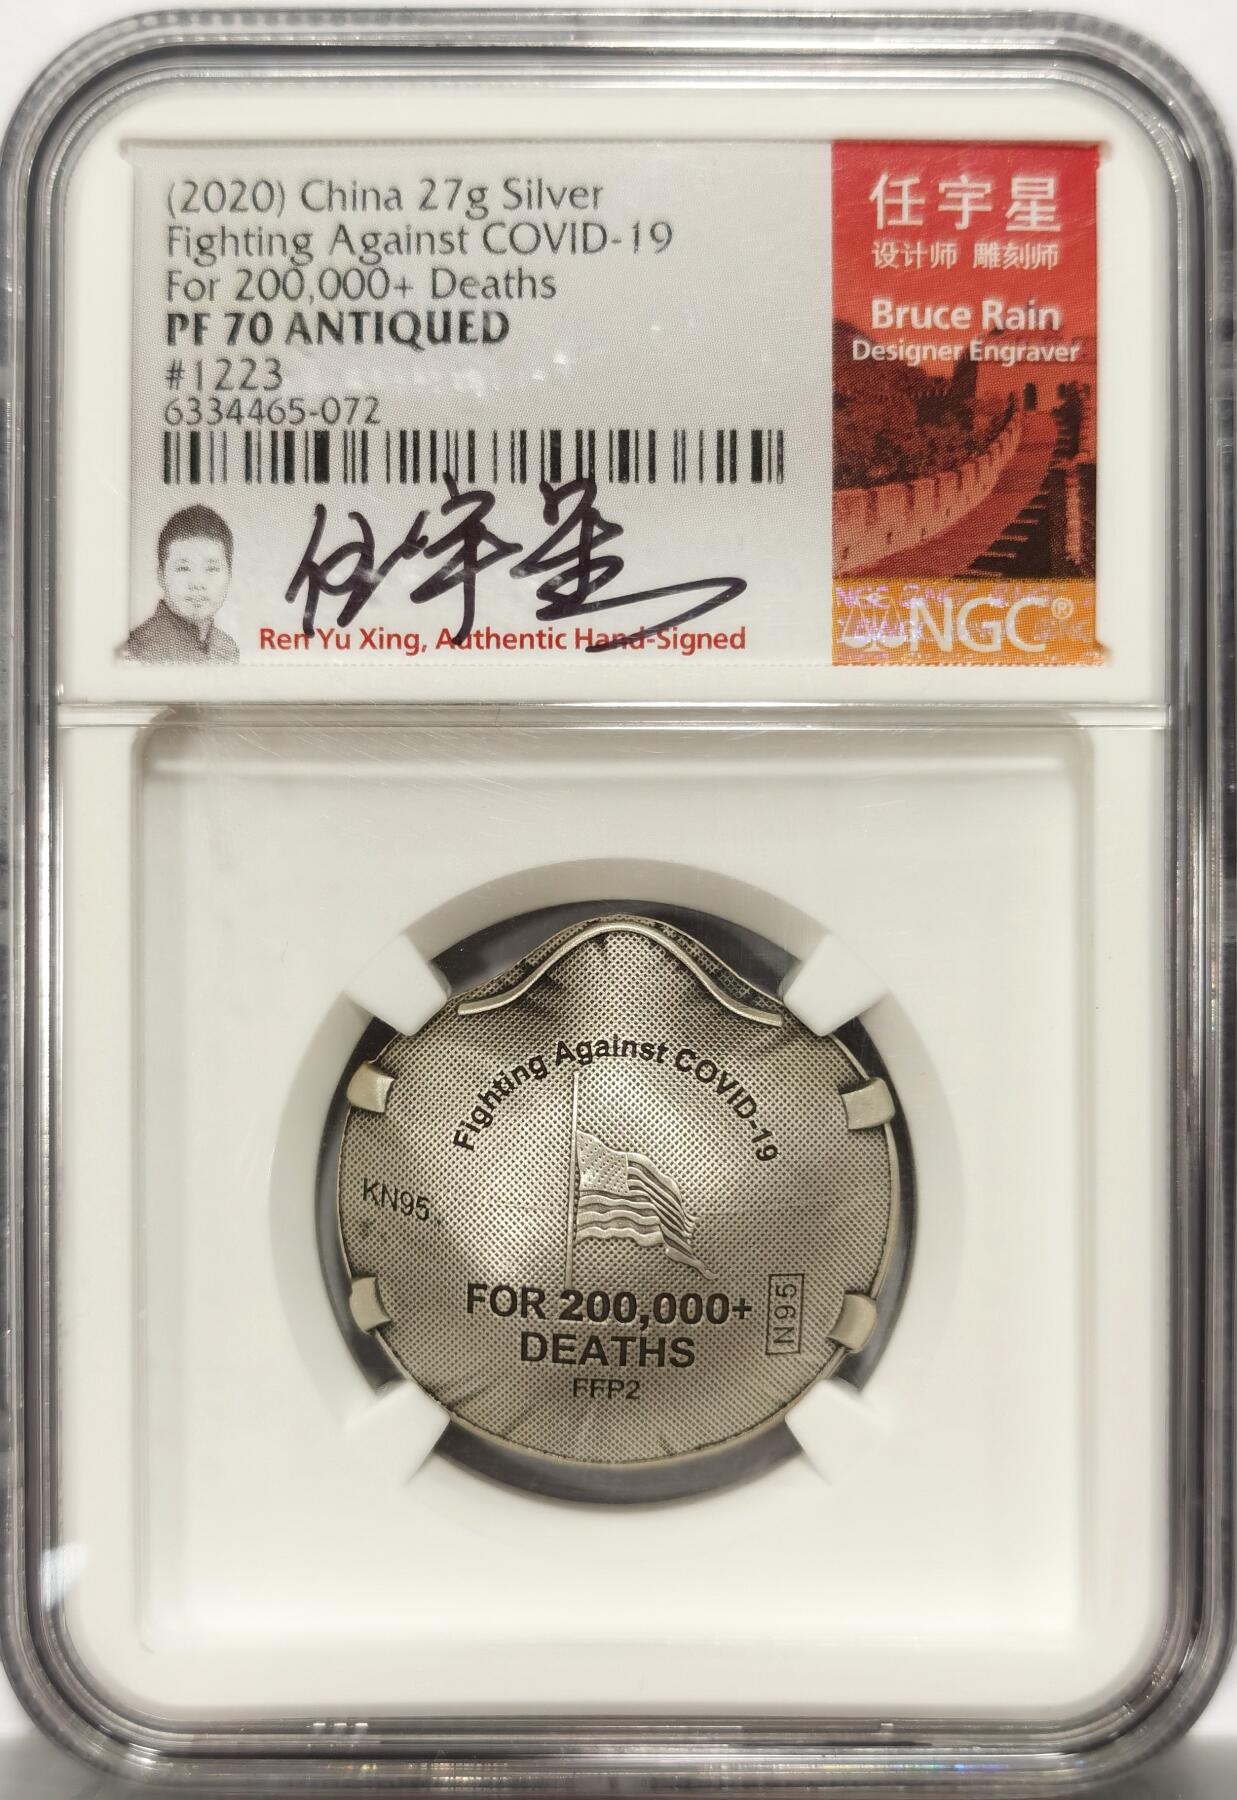 (2020) China 27g Silver
Fighting Against COVID-19
For 200,000+ Deaths
PF 70 ANTIQUED
#1223
6334465-072
任宇星
Ren Yu Xing, Authentic Hand-Signed
任宇星
设计师 雕刻师
Bruce Rain
Designer Engraver
NGC®
Fighting Against COVID-19
KN95
FOR 200,000+
DEATHS
FFP2
N95